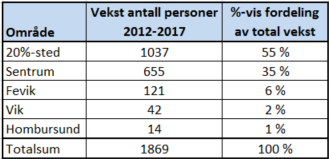 Område Vekst antall personer 2012-2017 %-vis fordeling av total vekst
20%-sted 1037 55 %
Sentrum 655 35 %
Fevik 121 6 %
Vik 42 2 %
Hombursund 14 1 %
Totalsum 1869 100 %